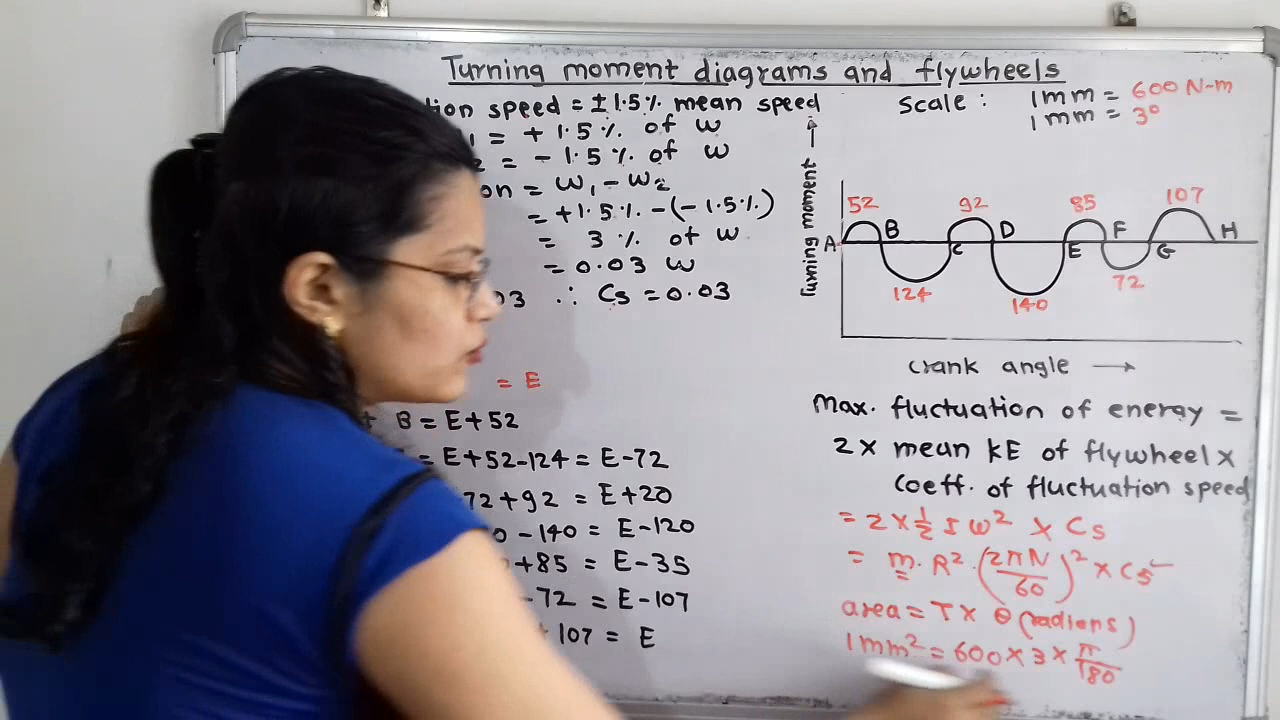 Turning moment diagrams and flywheels
tion speed = ±1.5% mean speed
1 = + 1.5% of ω
2 = - 1.5% of ω
on = ω₁ - ω₂
= +1.5% - (-1.5%)
= 3% of ω
= 0.03 ω
03 ∴ Cs = 0.03
= E
B = E+52
= E+52-124 = E-72
72+92 = E+20
0 - 140 = E-120
+85 = E-35
-72 = E-107
107 = E
Scale : 1mm = 600 N-m
1mm = 3°
Turning moment
52
92
85
107
A
B
C
D
E
F
G
H
124
140
72
crank angle
Max. fluctuation of energy =
2 x mean KE of flywheel x
coeff. of fluctuation speed
= 2 x 1/2 I ω² x Cs
= m. R². (2πN/60)² x Cs
area = T x θ (radians)
1mm² = 600 x 3 x π/180